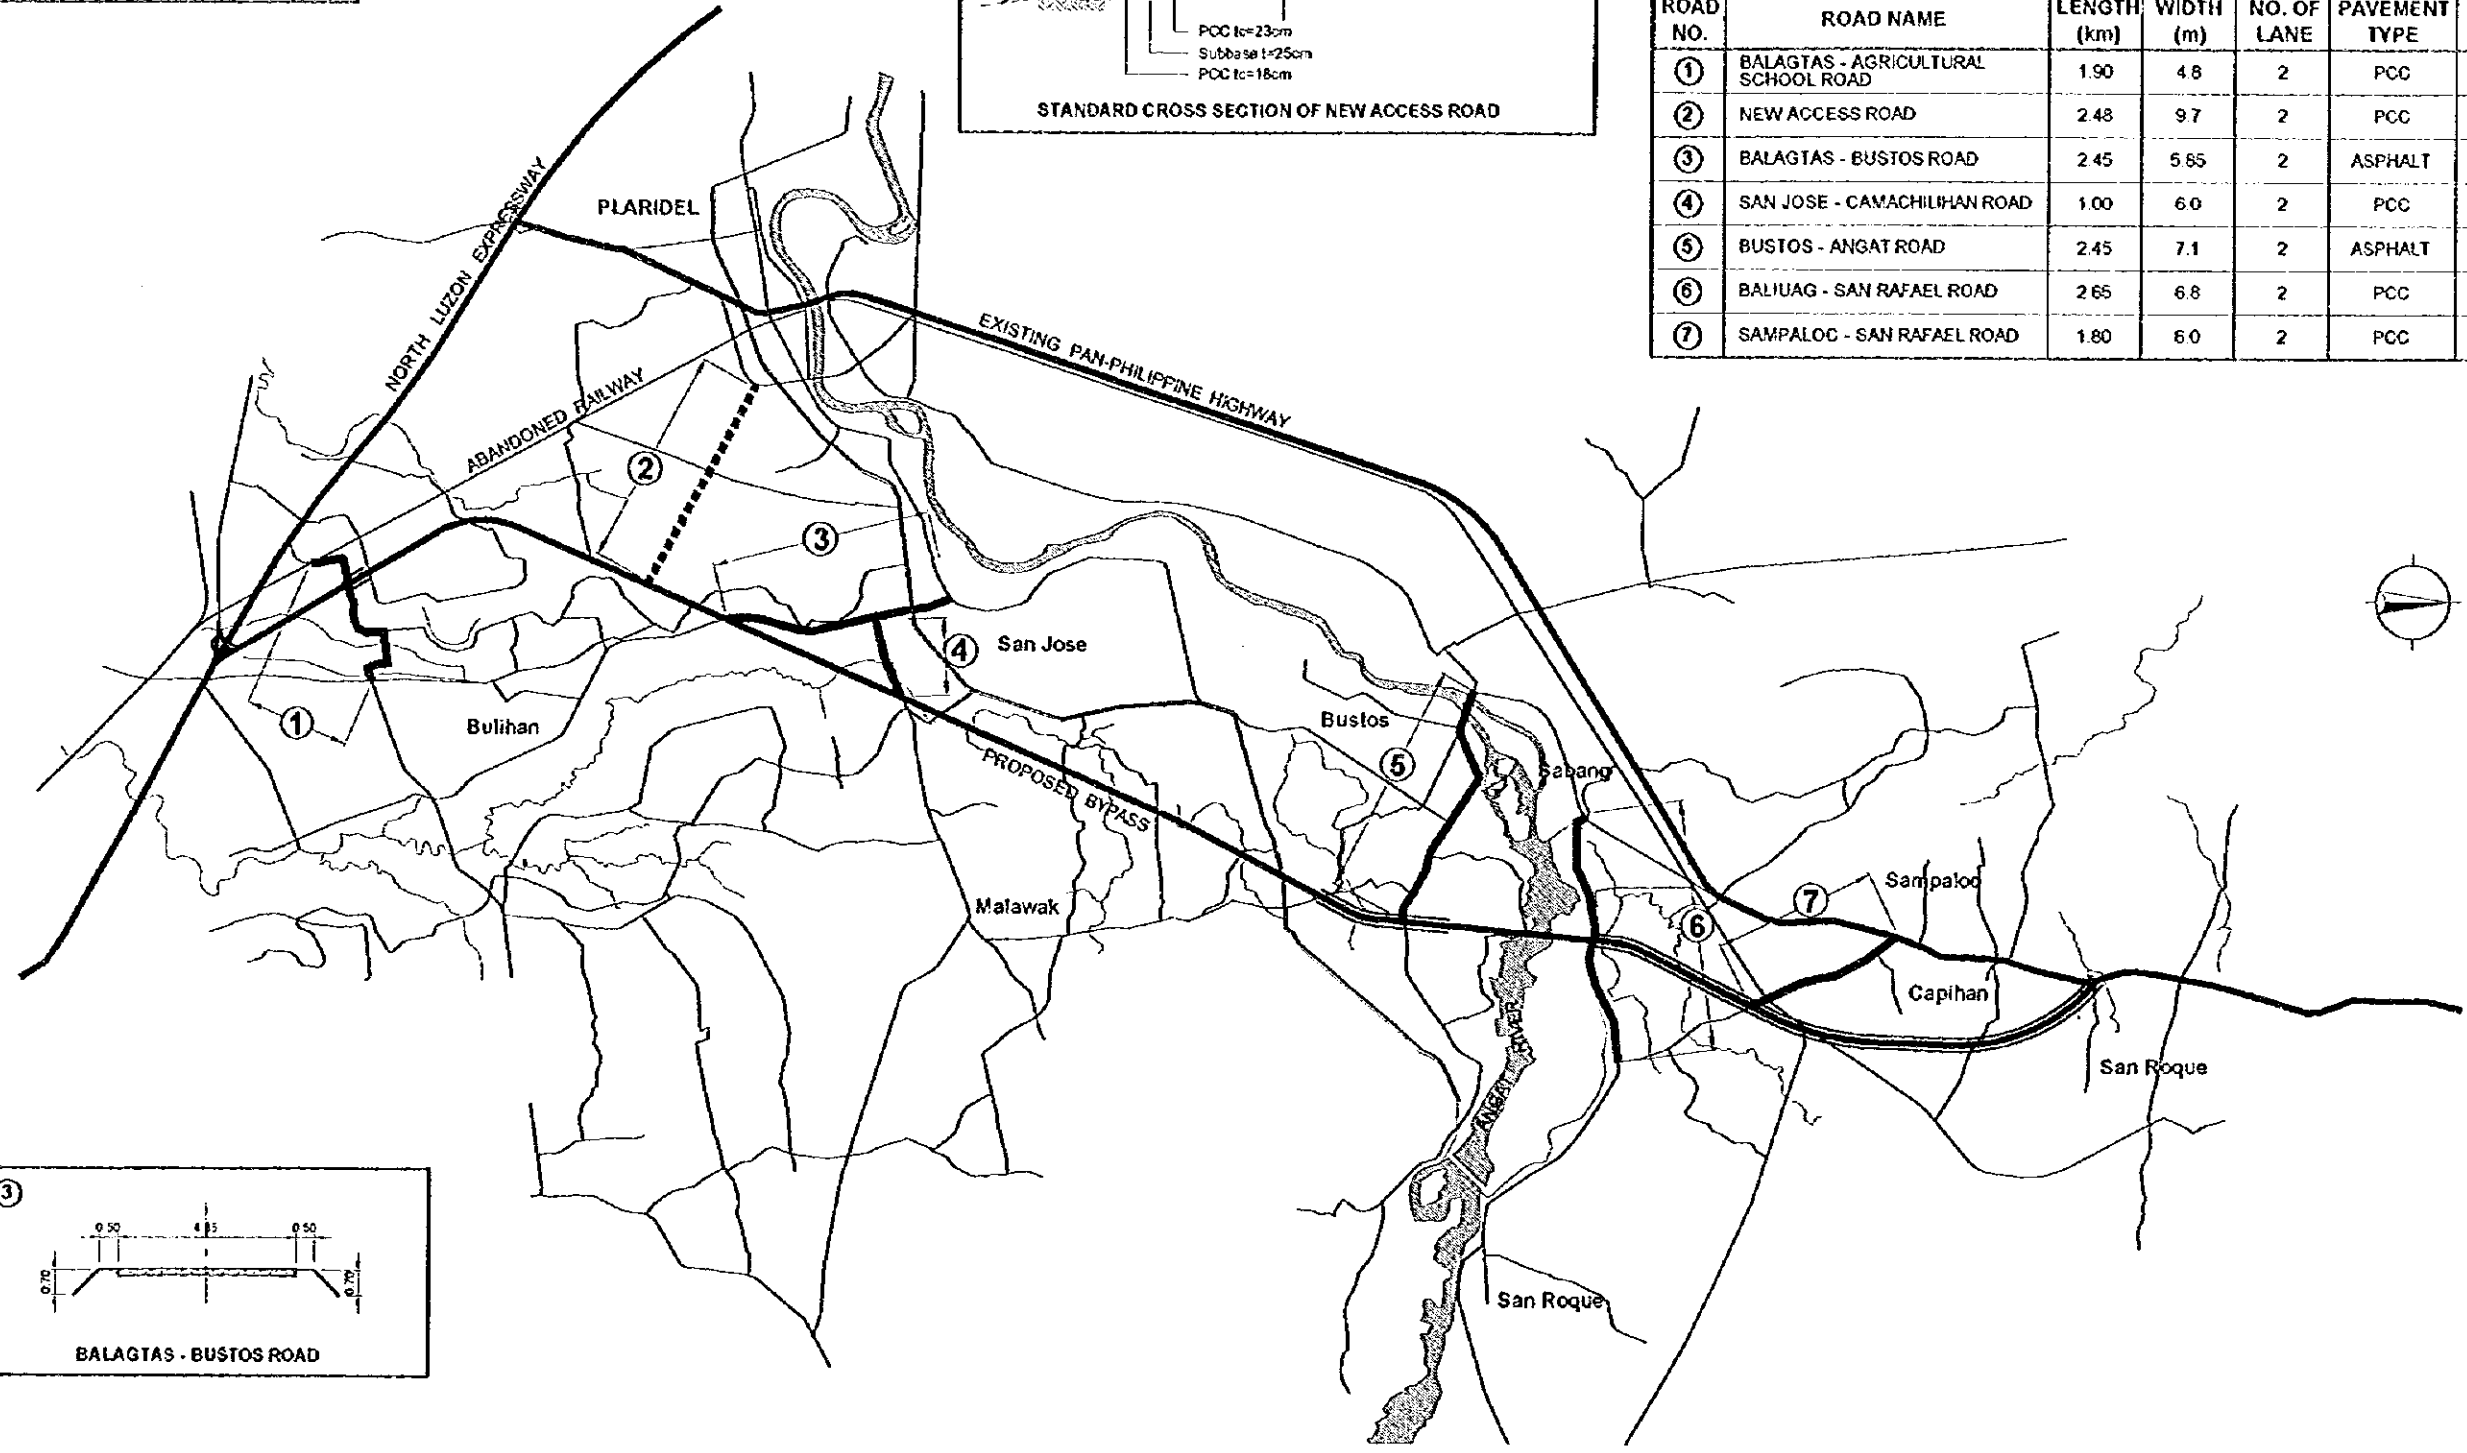 PCC tc=23cm
Subbase t=25cm
PCC tc=18cm
STANDARD CROSS SECTION OF NEW ACCESS ROAD
ROAD NO. ROAD NAME LENGTH (km) WIDTH (m) NO. OF LANE PAVEMENT TYPE
1 BALAGTAS - AGRICULTURAL SCHOOL ROAD 1.90 4.8 2 PCC
2 NEW ACCESS ROAD 2.48 9.7 2 PCC
3 BALAGTAS - BUSTOS ROAD 2.45 5.85 2 ASPHALT
4 SAN JOSE - CAMACHILIHAN ROAD 1.00 6.0 2 PCC
5 BUSTOS - ANGAT ROAD 2.45 7.1 2 ASPHALT
6 BALIUAG - SAN RAFAEL ROAD 2.65 6.8 2 PCC
7 SAMPALOC - SAN RAFAEL ROAD 1.80 6.0 2 PCC
PLARIDEL
NORTH LUZON EXPRESSWAY
EXISTING PAN-PHILIPPINE HIGHWAY
ABANDONED RAILWAY
2
3
4
San Jose
1
Bulihan
Bustos
5
Sabang
PROPOSED BYPASS
Malawak
6
7
Sampaloc
Capihan
San Roque
ANGAT RIVER
San Roque
3
0.50
0.50
0.70
0.70
BALAGTAS - BUSTOS ROAD